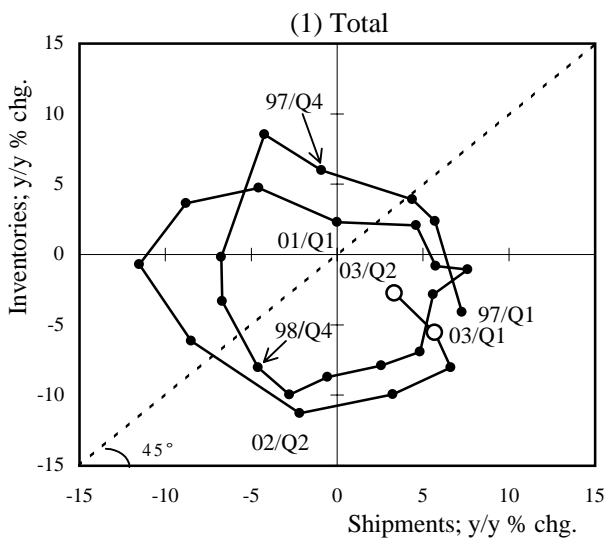 (1) Total
Inventories; y/y % chg.
15
10
5
0
-5
-10
-15
97/Q4
01/Q1
03/Q2
97/Q1
03/Q1
98/Q4
02/Q2
45°
-15
-10
-5
0
5
10
15
Shipments; y/y % chg.